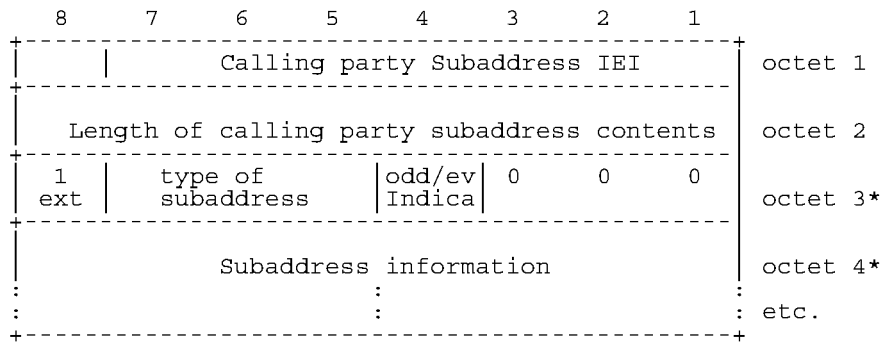 8 7 6 5 4 3 2 1
Calling party Subaddress IEI octet 1
Length of calling party subaddress contents octet 2
1 type of odd/ev 0 0 0
ext subaddress Indica octet 3*
Subaddress information octet 4*
: : : etc.